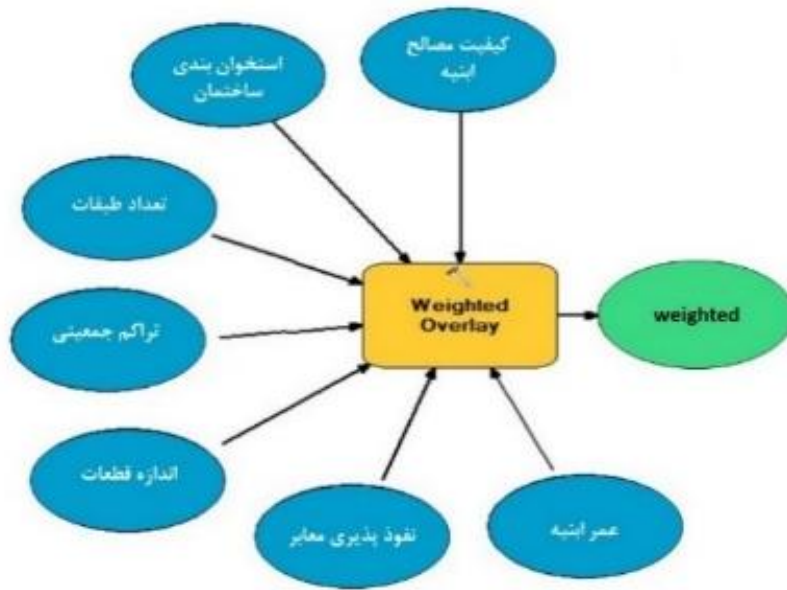 کیفیت مصالح
ابنیه
استخوان بندی
ساختمان
تعداد طبقات
Weighted
Overlay
weighted
تراکم جمعیتی
اندازه قطعات
نفوذ پذیری معابر
عمر ابنیه